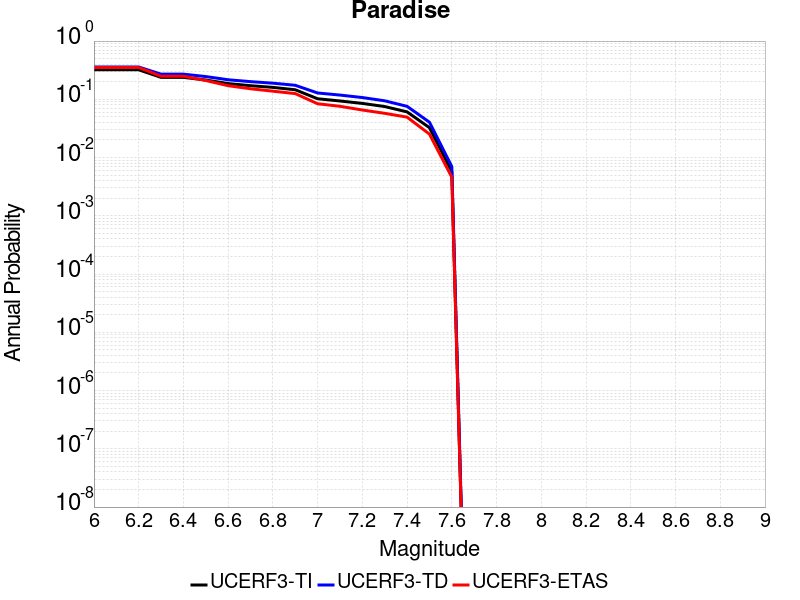 Paradise
10^0
10^-1
10^-2
10^-3
10^-4
10^-5
10^-6
10^-7
10^-8
Annual Probability
6 6.2 6.4 6.6 6.8 7 7.2 7.4 7.6 7.8 8 8.2 8.4 8.6 8.8 9
Magnitude
UCERF3-TI UCERF3-TD UCERF3-ETAS